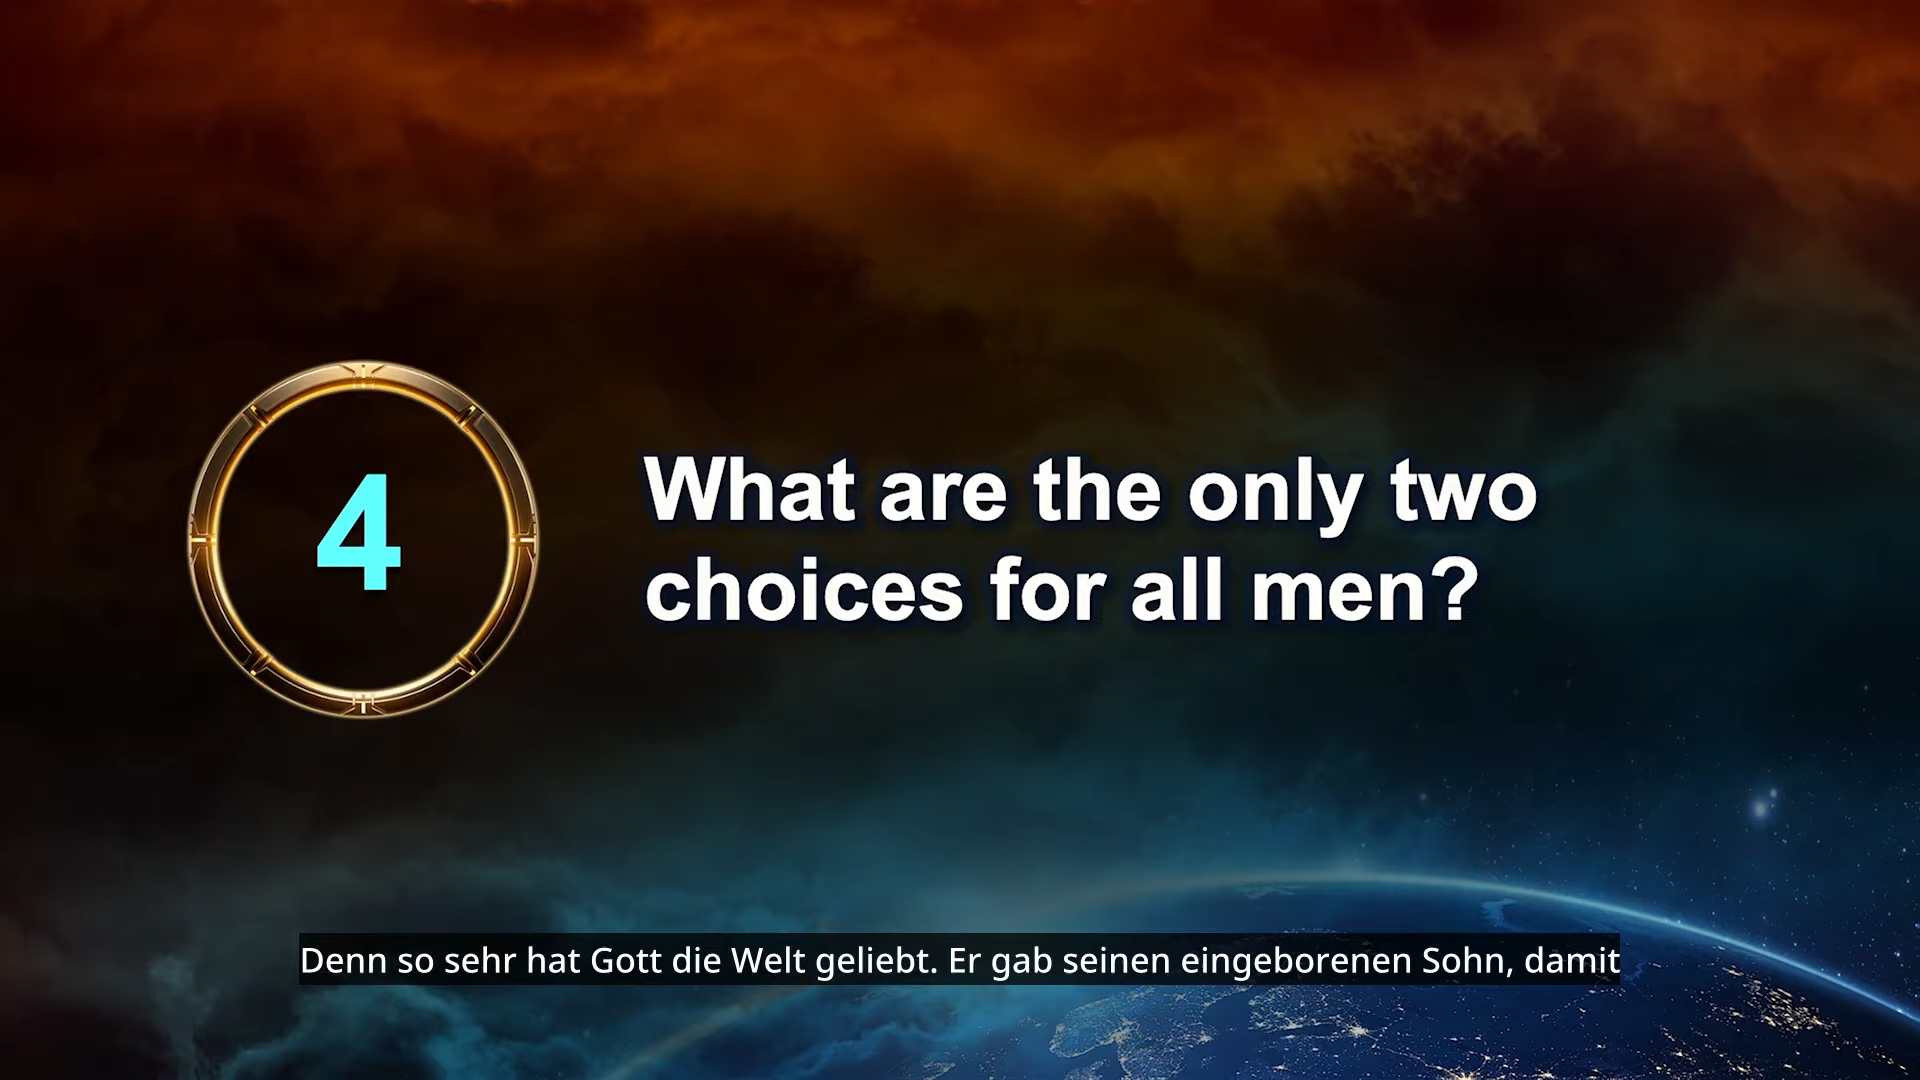 4
What are the only two
choices for all men?
Denn so sehr hat Gott die Welt geliebt. Er gab seinen eingeborenen Sohn, damit